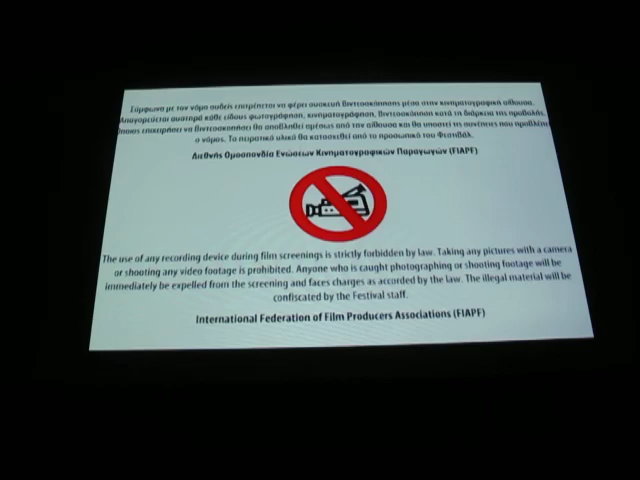 Σύμφωνα με τον νόμο ουδείς επιτρέπεται να φέρει συσκευή βιντεοσκόπησης μέσα στην κινηματογραφική αίθουσα.
Απαγορεύεται αυστηρά κάθε είδους φωτογράφηση, κινηματογράφηση, βιντεοσκόπηση κατά τη διάρκεια της προβολής.
Όποιος επιχειρήσει να βιντεοσκοπήσει θα αποβληθεί αμέσως από την αίθουσα και θα υποστεί τις συνέπειες που προβλέπει
ο νόμος. Το πειρατικό υλικό θα κατασχεθεί από το προσωπικό του Φεστιβάλ.
Διεθνής Ομοσπονδία Ενώσεων Κινηματογραφικών Παραγωγών (FIAPF)
The use of any recording device during film screenings is strictly forbidden by law. Taking any pictures with a camera
or shooting any video footage is prohibited. Anyone who is caught photographing or shooting footage will be
immediately be expelled from the screening and faces charges as accorded by the law. The illegal material will be
confiscated by the Festival staff.
International Federation of Film Producers Associations (FIAPF)